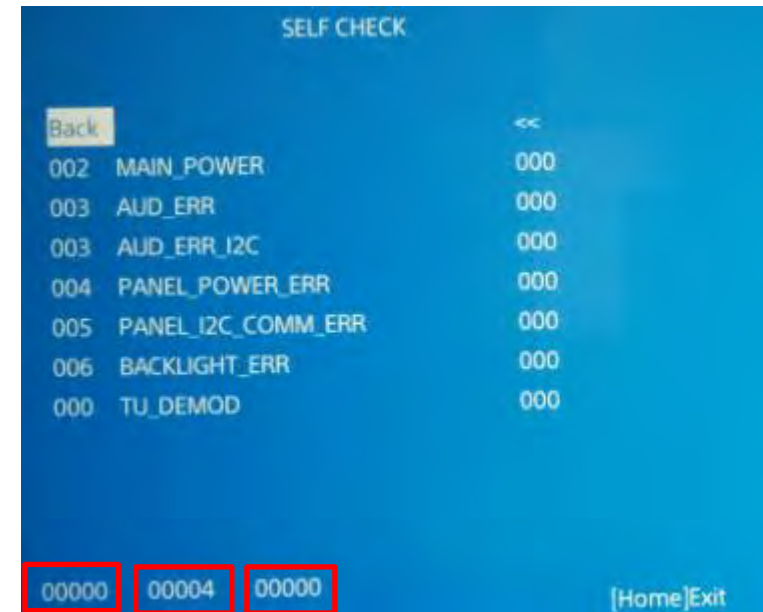 SELF CHECK
Back <<
002 MAIN_POWER 000
003 AUD_ERR 000
003 AUD_ERR_I2C 000
004 PANEL_POWER_ERR 000
005 PANEL_I2C_COMM_ERR 000
006 BACKLIGHT_ERR 000
000 TU_DEMOD 000
00000 00004 00000 [Home]Exit